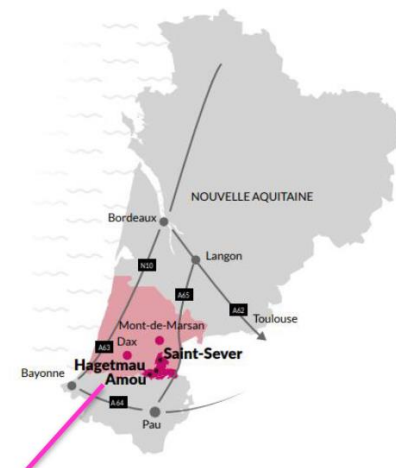 NOUVELLE AQUITAINE
Bordeaux
Langon
N10
A65
A62
Toulouse
Mont-de-Marsan
A63
Dax
Saint-Sever
Hagetmau
Bayonne
Amou
A64
Pau